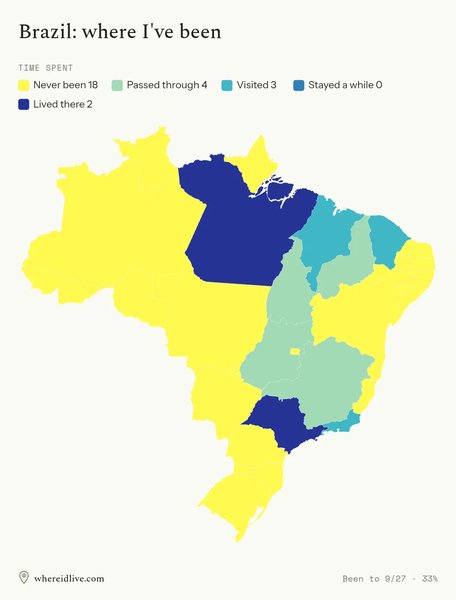 Brazil: where I've been
TIME SPENT
Never been 18 Passed through 4 Visited 3 Stayed a while 0
Lived there 2
whereidlive.com
Been to 9/27 · 33%